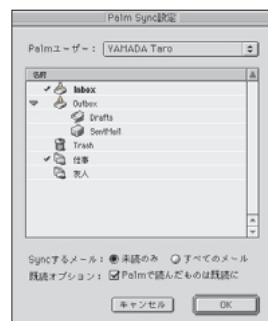 Palm Sync設定
Palmユーザー： YAMADA Taro
名前
Inbox
Outbox
Drafts
SentMail
Trash
仕事
友人
Syncするメール： 未読のみ すべてのメール
既読オプション： Palmで読んだものは既読に
キャンセル OK